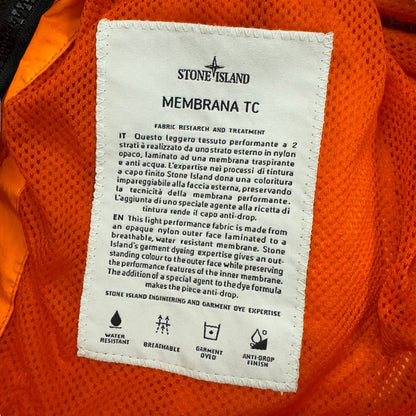 STONE ISLAND
MEMBRANA TC
FABRIC RESEARCH AND TREATMENT
IT Questo leggero tessuto performante a 2
strati è realizzato da uno strato esterno in nylon
opaco, laminato ad una membrana traspirante
e anti acqua. L'expertise nei processi di tintura
a capo finito Stone Island dona una coloritura
impareggiabile alla faccia esterna, preservando
la tecnicità della membrana performante.
L'aggiunta di uno speciale agente alla ricetta di
tintura rende il capo anti-drop.
EN This light performance fabric is made from
an opaque nylon outer face laminated to a
breathable, water resistant membrane. Stone
Island's garment dyeing expertise gives an out-
standing colour to the outer face while preserving
the performance features of the inner membrane.
The addition of a special agent to the dye formula
makes the piece anti-drop.
STONE ISLAND ENGINEERING AND GARMENT DYE EXPERTISE
WATER
RESISTANT
BREATHABLE
GARMENT
DYED
ANTI-DROP
FINISH